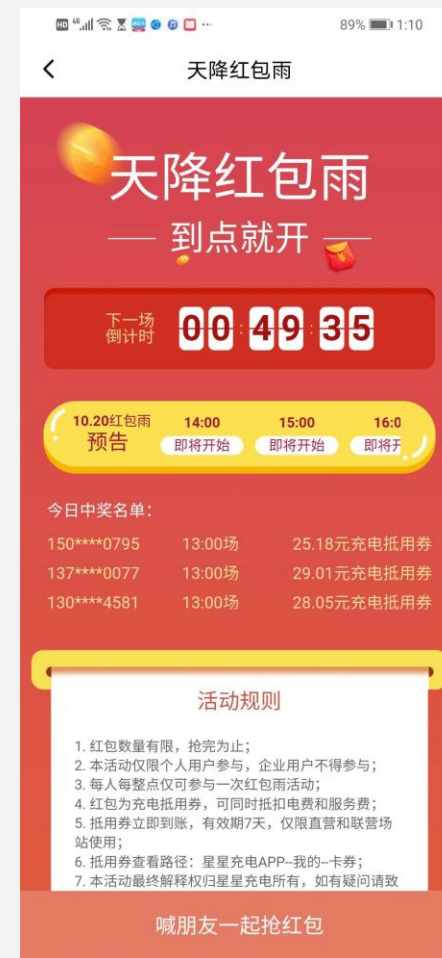 HD 46 89% 1:10
天降红包雨
天降红包雨
到点就开
下一场
倒计时
00:49:35
10.20红包雨
预告
14:00 15:00 16:0
即将开始 即将开始 即将开
今日中奖名单:
150****0795 13:00场 25.18元充电抵用券
137****0077 13:00场 29.01元充电抵用券
130****4581 13:00场 28.05元充电抵用券
活动规则
1. 红包数量有限，抢完为止；
2. 本活动仅限个人用户参与，企业用户不得参与；
3. 每人每整点仅可参与一次红包雨活动；
4. 红包为充电抵用券，可同时抵扣电费和服务费；
5. 抵用券立即到账，有效期7天，仅限直营和联营场
站使用；
6. 抵用券查看路径：星星充电APP--我的--卡券；
7. 本活动最终解释权归星星充电所有，如有疑问请致
喊朋友一起抢红包